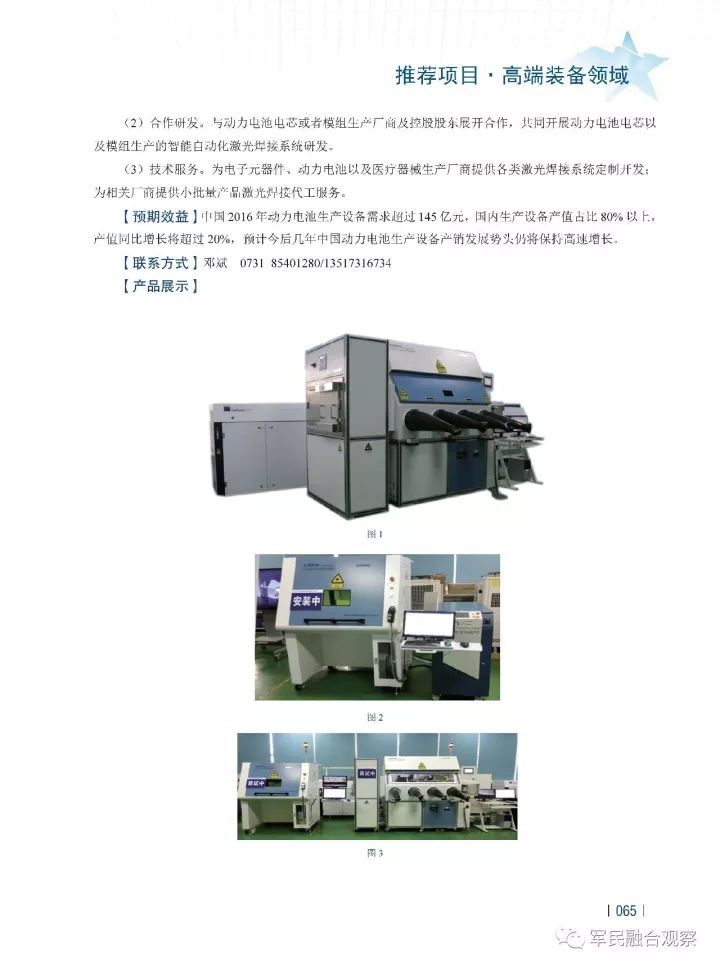 推荐项目·高端装备领域
（2）合作研发。与动力电池电芯或者模组生产厂商及控股股东展开合作，共同开展动力电池电芯以
及模组生产的智能自动化激光焊接系统研发。
（3）技术服务。为电子元器件、动力电池以及医疗器械生产厂商提供各类激光焊接系统定制开发；
为相关厂商提供小批量产品激光焊接代工服务。
【预期效益】中国 2016 年动力电池生产设备需求超过 145 亿元，国内生产设备产值占比 80% 以上，
产值同比增长将超过 20%，预计今后几年中国动力电池生产设备产销发展势头仍将保持高速增长。
【联系方式】邓斌 0731 85401280/13517316734
【产品展示】
图 1
安装中
图 2
调试中
调试中
图 3
065
军民融合观察